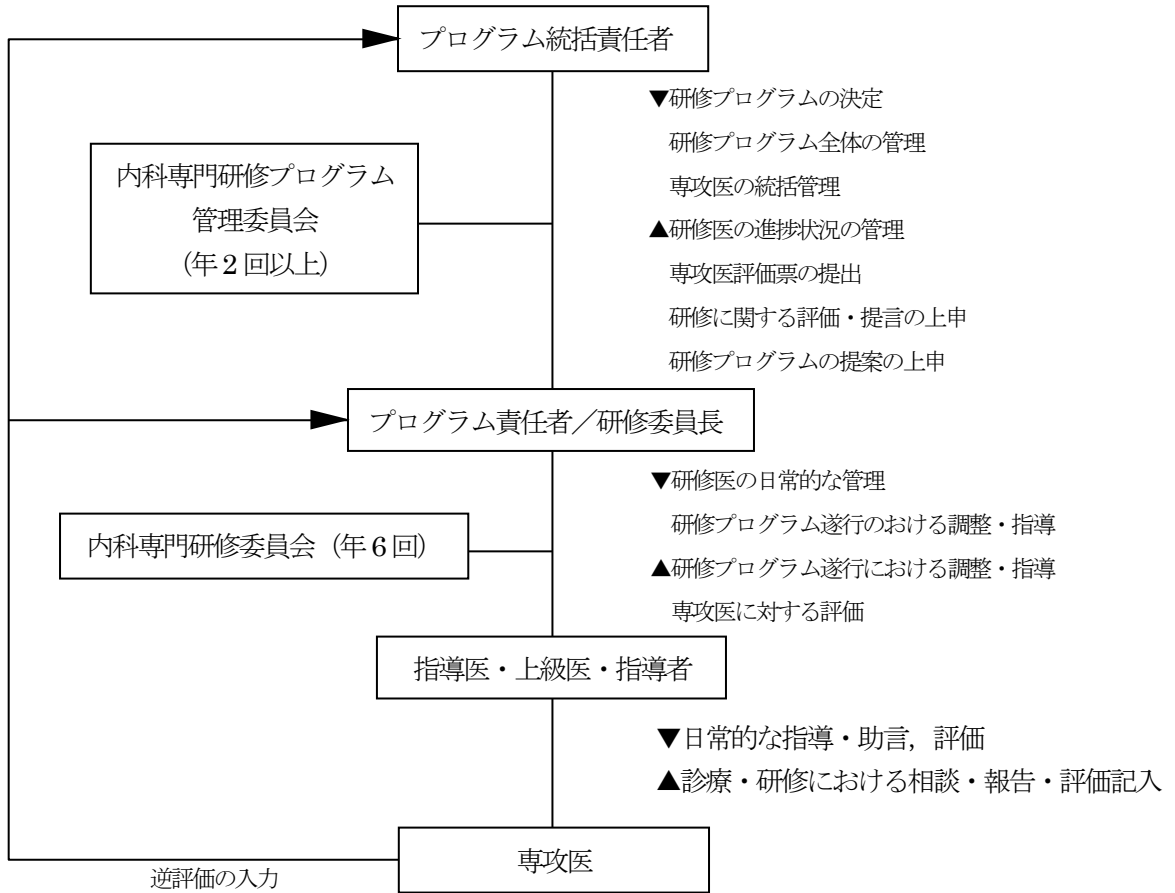 プログラム統括責任者
▼研修プログラムの決定
研修プログラム全体の管理
専攻医の統括管理
▲研修医の進捗状況の管理
専攻医評価票の提出
研修に関する評価・提言の上申
研修プログラムの提案の上申
内科専門研修プログラム
管理委員会
（年２回以上）
プログラム責任者／研修委員長
▼研修医の日常的な管理
研修プログラム遂行のおける調整・指導
▲研修プログラム遂行における調整・指導
専攻医に対する評価
内科専門研修委員会（年６回）
指導医・上級医・指導者
▼日常的な指導・助言，評価
▲診療・研修における相談・報告・評価記入
専攻医
逆評価の入力